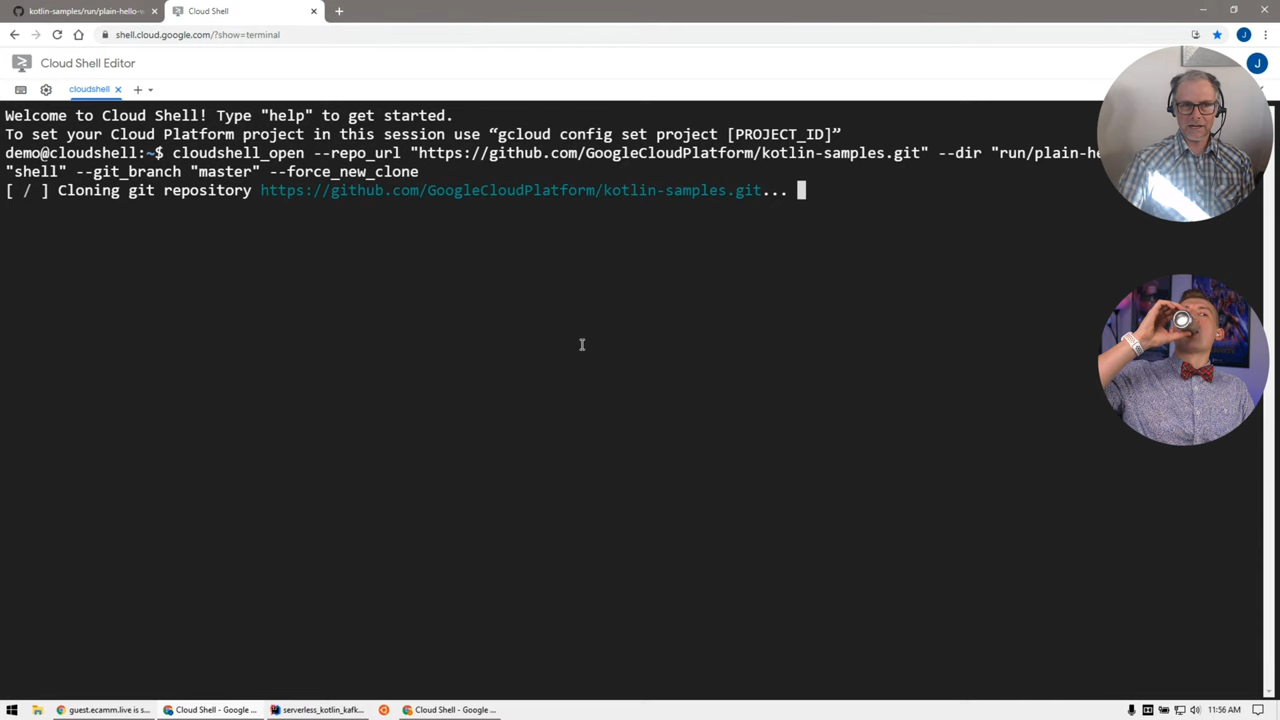 kotlin-samples/run/plain-hello-
Cloud Shell
shell.cloud.google.com/?show=terminal
J
Cloud Shell Editor
J
cloudshell
Welcome to Cloud Shell! Type "help" to get started.
To set your Cloud Platform project in this session use “gcloud config set project [PROJECT_ID]”
demo@cloudshell:~$ cloudshell_open --repo_url "https://github.com/GoogleCloudPlatform/kotlin-samples.git" --dir "run/plain-he
"shell" --git_branch "master" --force_new_clone
[ / ] Cloning git repository https://github.com/GoogleCloudPlatform/kotlin-samples.git...
guest.ecamm.live is s...
Cloud Shell - Google ...
serverless_kotlin_kafk...
Cloud Shell - Google ...
11:56 AM